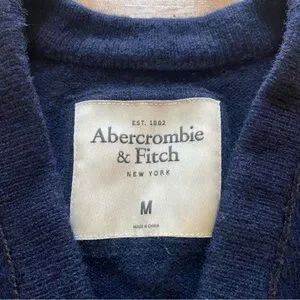 EST. 1892
Abercrombie
& Fitch
NEW YORK
M
MADE IN CHINA